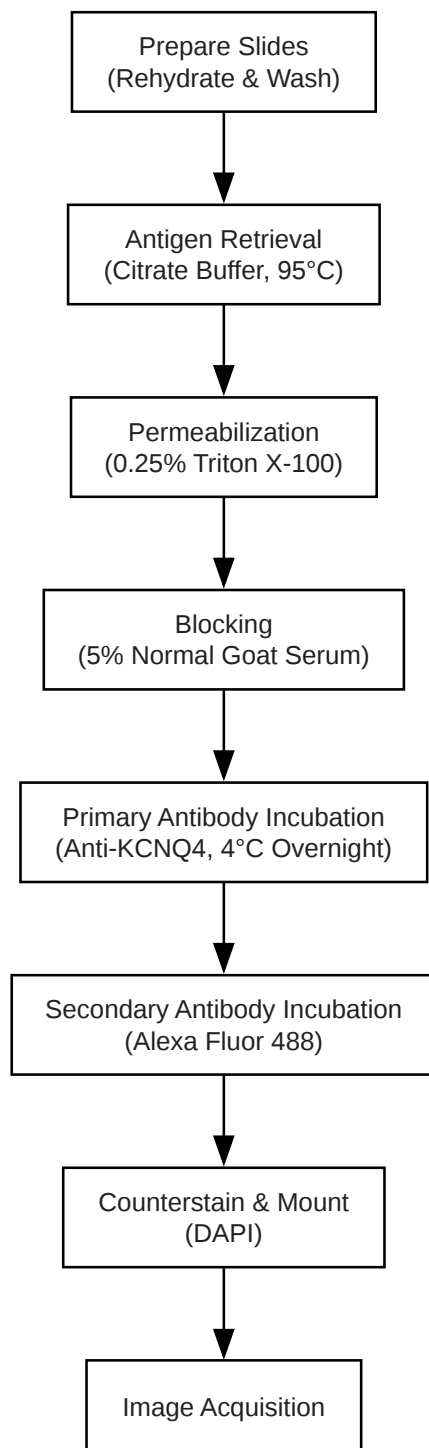 Prepare Slides
(Rehydrate & Wash)
Antigen Retrieval
(Citrate Buffer, 95°C)
Permeabilization
(0.25% Triton X-100)
Blocking
(5% Normal Goat Serum)
Primary Antibody Incubation
(Anti-KCNQ4, 4°C Overnight)
Secondary Antibody Incubation
(Alexa Fluor 488)
Counterstain & Mount
(DAPI)
Image Acquisition